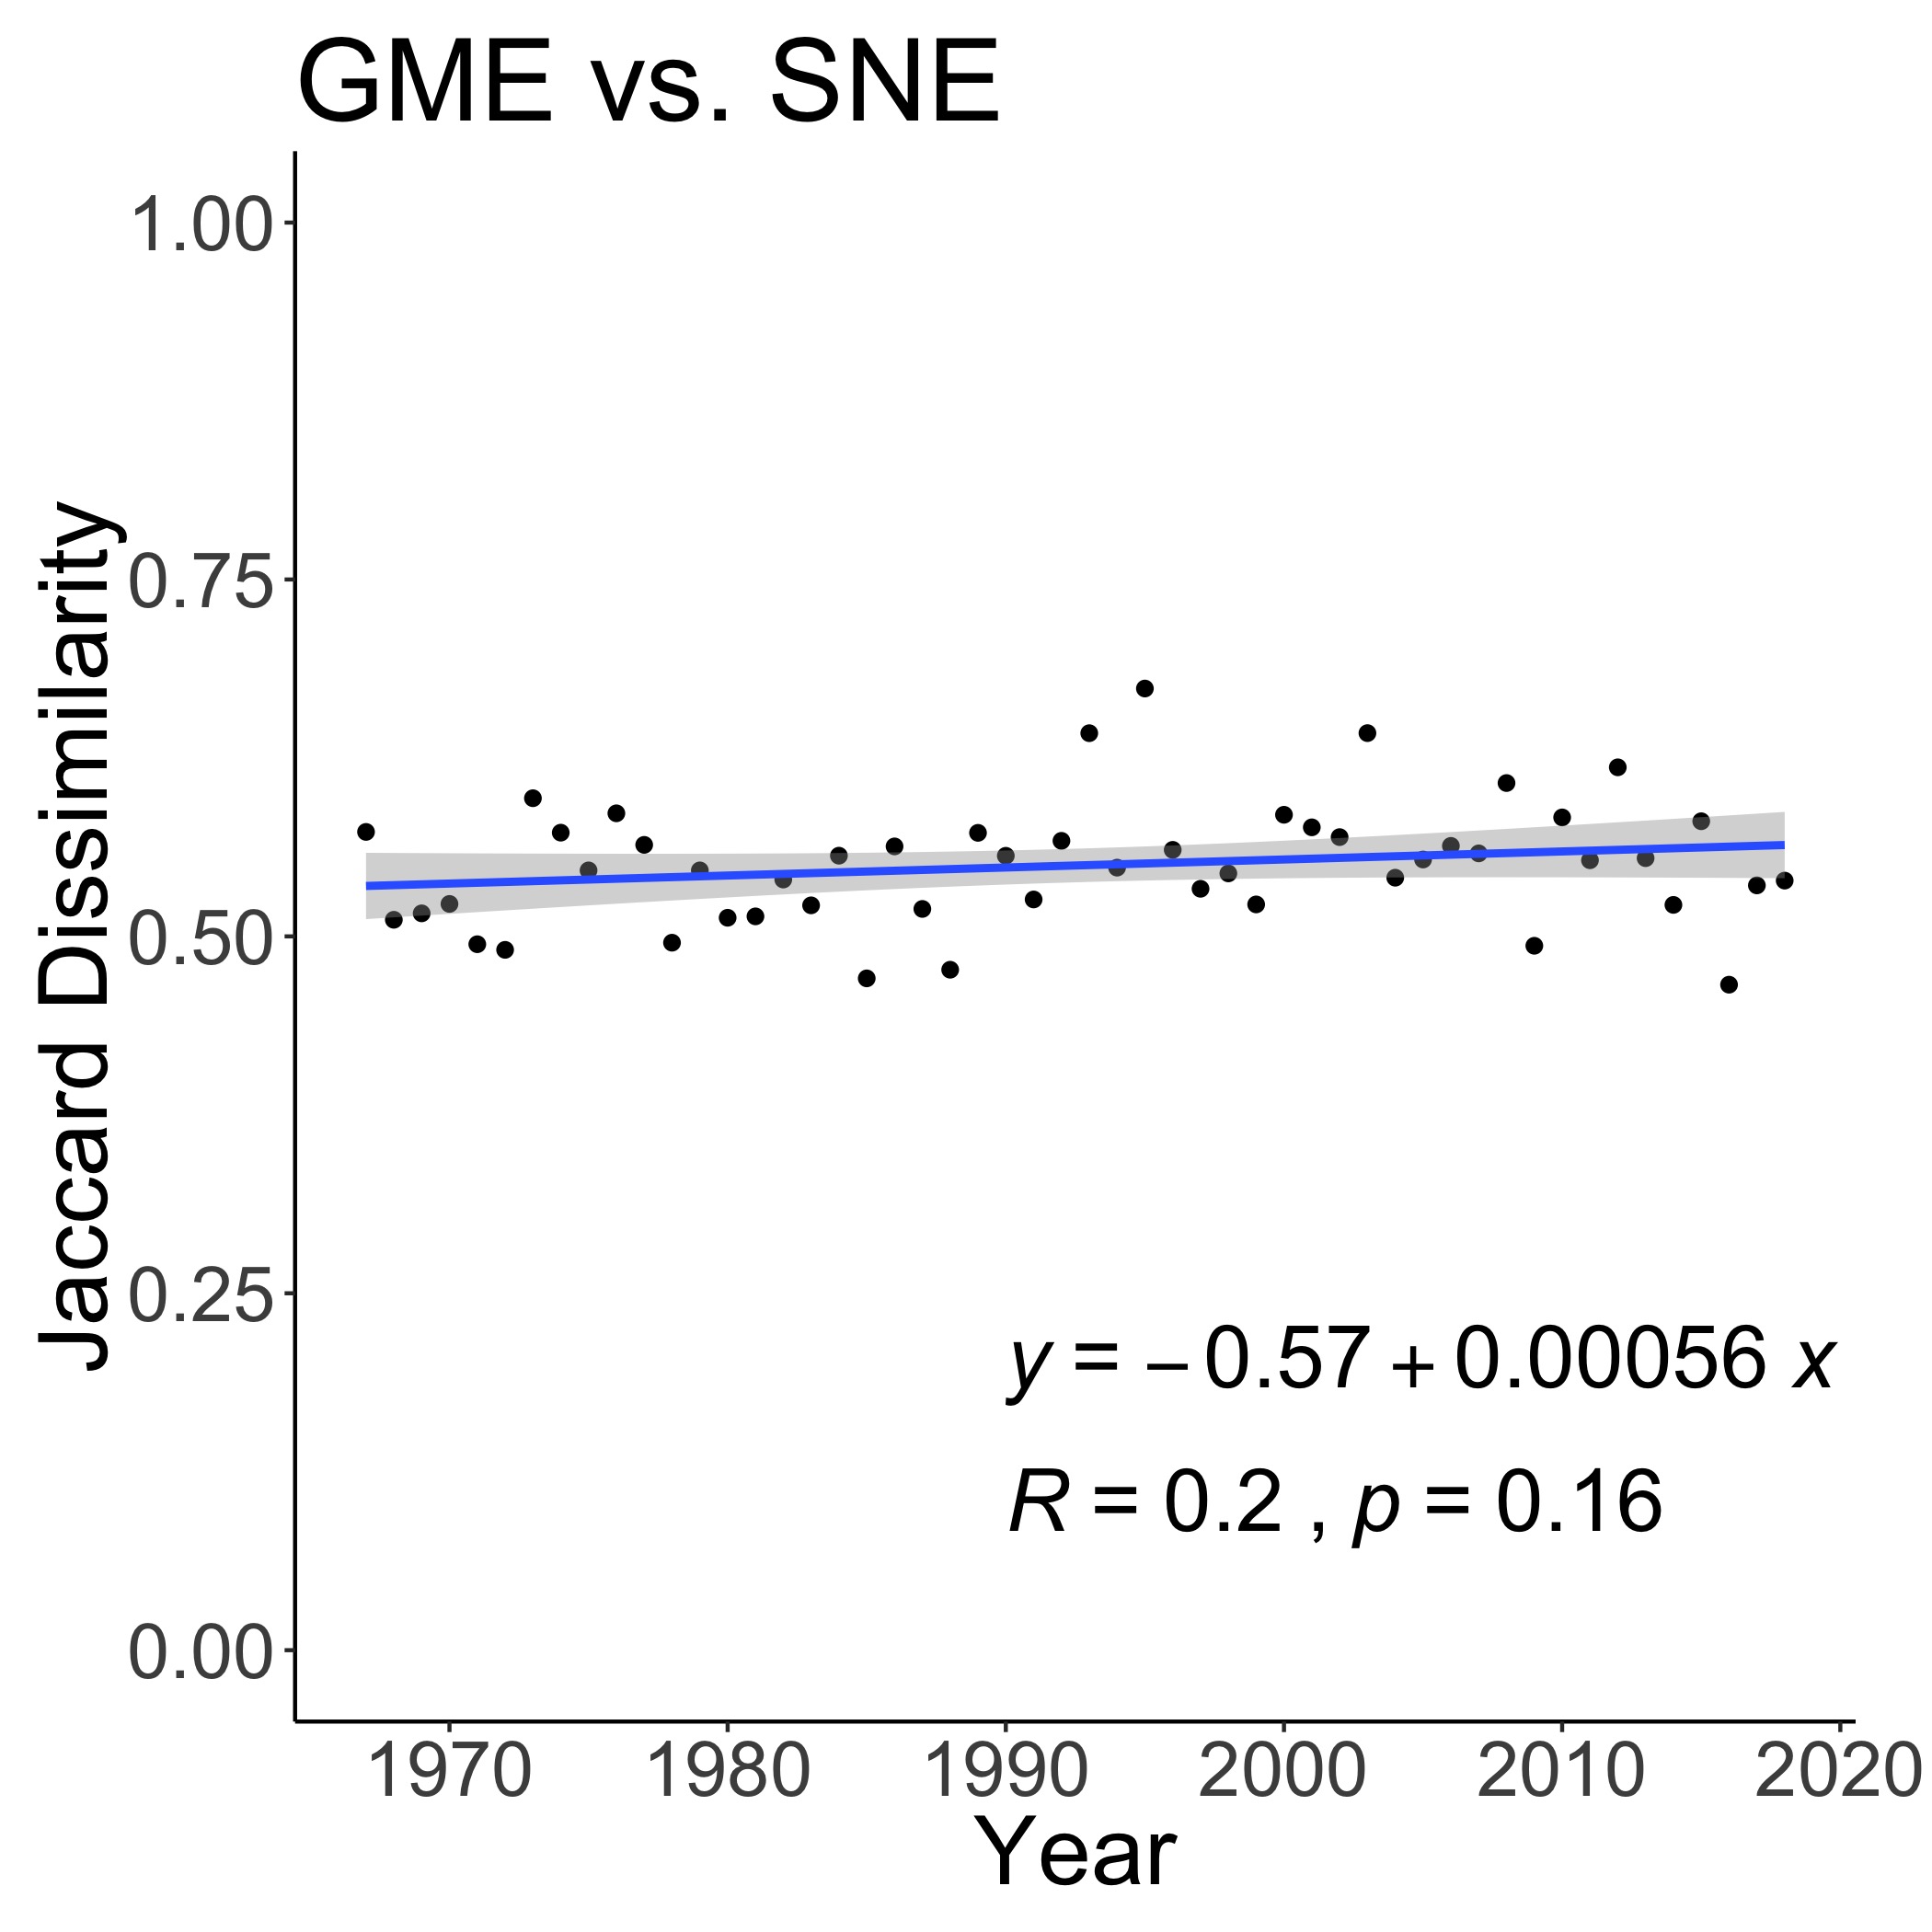 GME vs. SNE
1.00
0.75
0.50
0.25
0.00
Jaccard Dissimilarity
y = − 0.57 + 0.00056 x
R = 0.2 , p = 0.16
1970 1980 1990 2000 2010 2020
Year